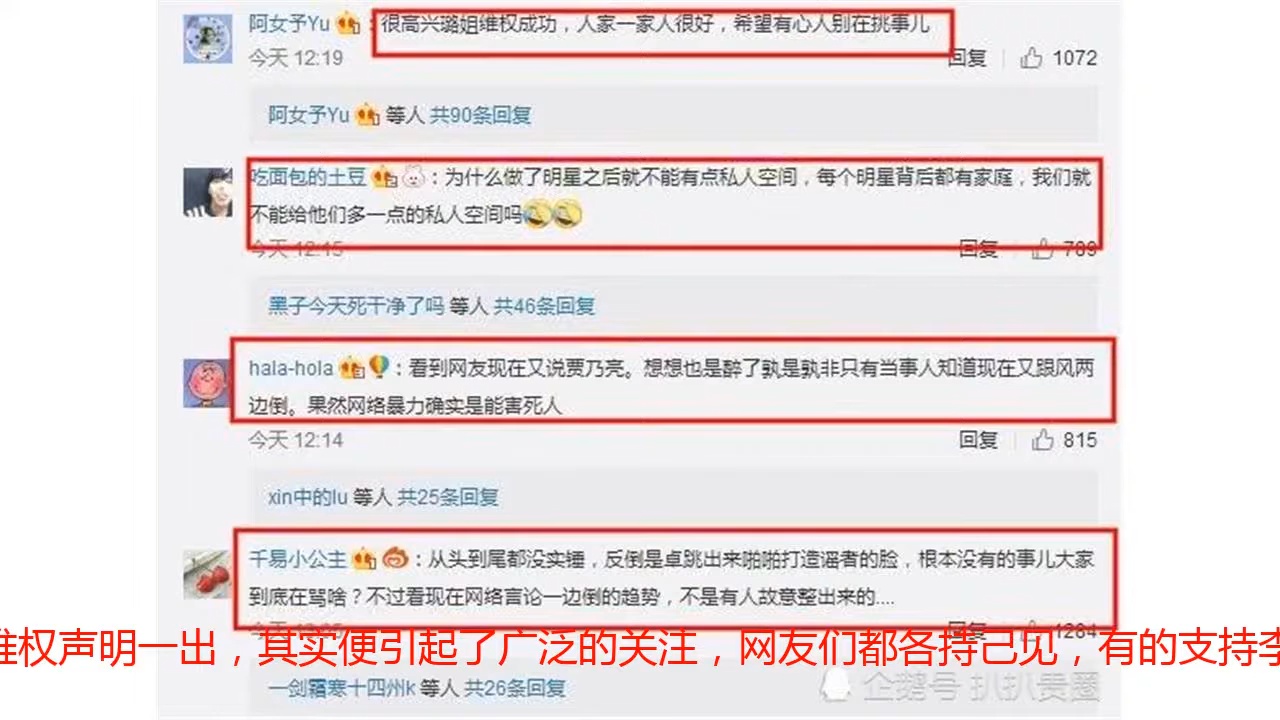 阿女予Yu：很高兴璐姐维权成功，人家一家人很好，希望有心人别在挑事儿
今天 12:19
回复 1072
阿女予Yu 等人 共90条回复
吃面包的土豆：为什么做了明星之后就不能有点私人空间，每个明星背后都有家庭，我们就
不能给他们多一点的私人空间吗
今天 12:15
回复 789
黑子今天死干净了吗 等人 共46条回复
hala-hola：看到网友现在又说贾乃亮。想想也是醉了孰是孰非只有当事人知道现在又跟风两
边倒。果然网络暴力确实是能害死人
今天 12:14
回复 815
xin中的lu 等人 共25条回复
千易小公主：从头到尾都没实锤，反倒是卓跳出来啪啪打造谣者的脸，根本没有的事儿大家
到底在骂啥？不过看现在网络言论一边倒的趋势，不是有人故意整出来的....
今天
回复 1284
维权声明一出，其实便引起了广泛的关注，网友们都各持己见，有的支持李
一剑霜寒十四州k 等人 共26条回复
企鹅号 扒扒贵圈